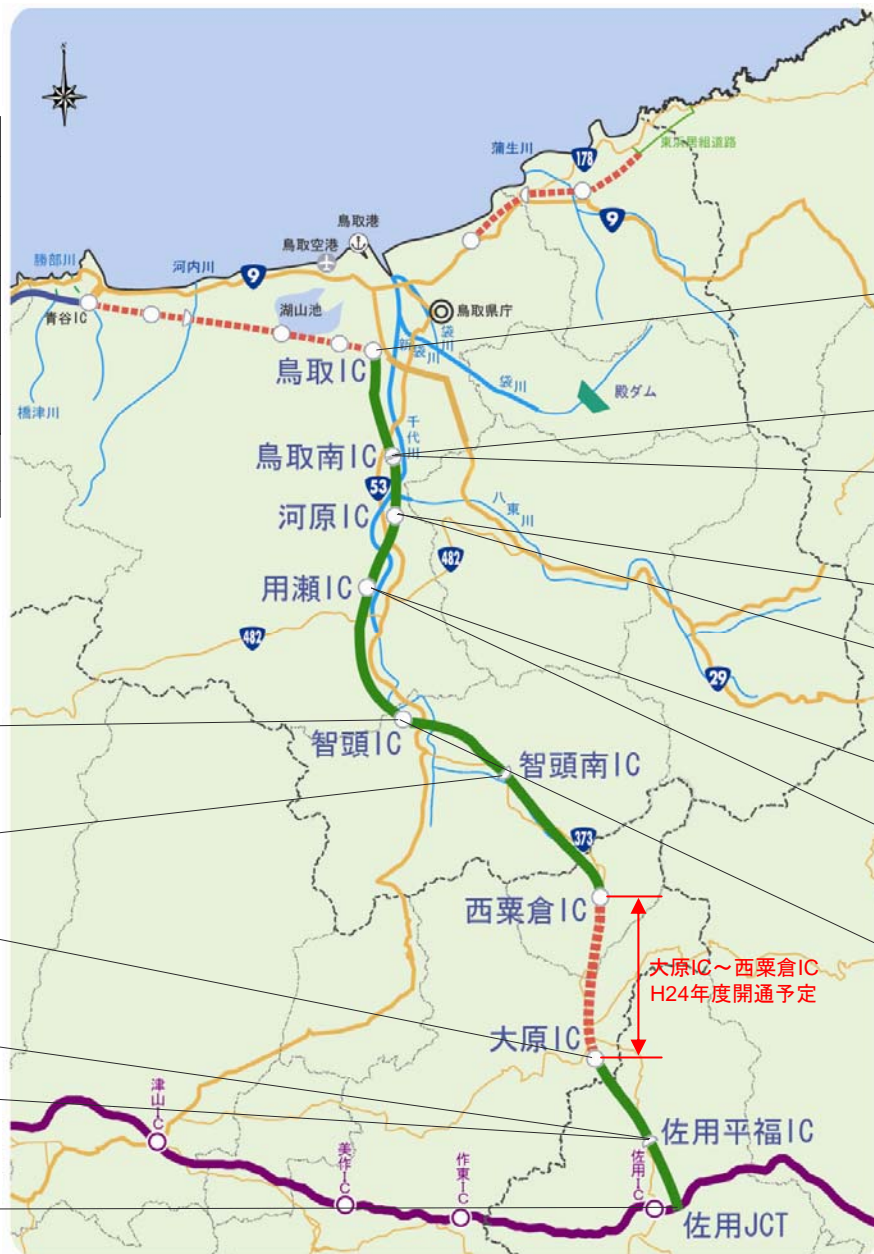 N
東浜居組道路
蒲生川
178
9
鳥取港
鳥取空港
勝部川
河内川
9
青谷IC
湖山池
鳥取県庁
袋川
新袋川
鳥取IC
袋川
殿ダム
橋津川
千代川
鳥取南IC
53
八東川
河原IC
482
用瀬IC
482
29
智頭IC
智頭南IC
373
西粟倉IC
大原IC～西粟倉IC
H24年度開通予定
大原IC
津山IC
佐用平福IC
美作IC
作東IC
佐用IC
佐用JCT